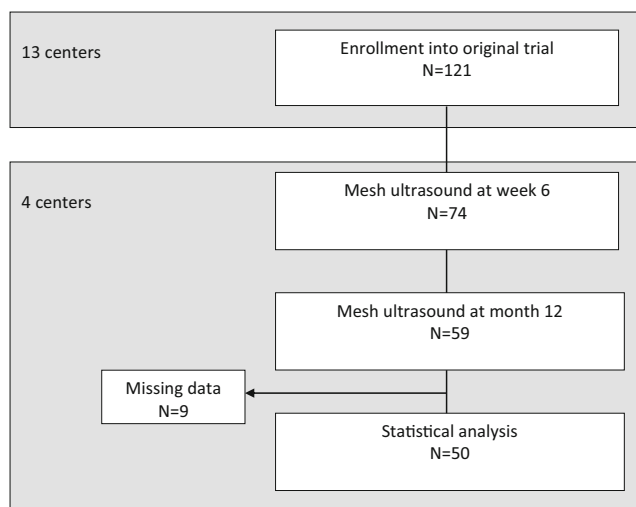 13 centers
Enrollment into original trial
N=121
4 centers
Mesh ultrasound at week 6
N=74
Mesh ultrasound at month 12
N=59
Missing data
N=9
Statistical analysis
N=50